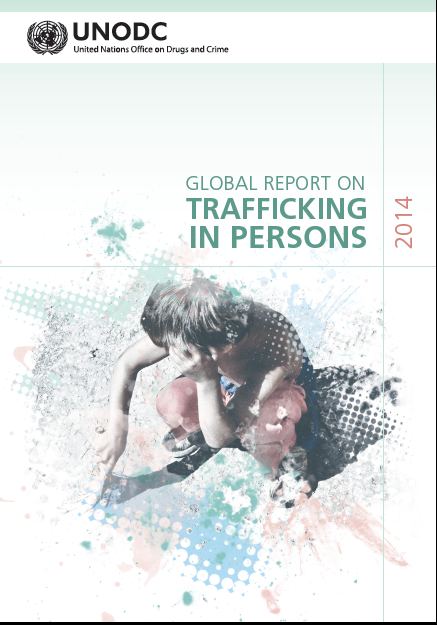 UNODC
United Nations Office on Drugs and Crime
GLOBAL REPORT ON
TRAFFICKING
IN PERSONS
2014